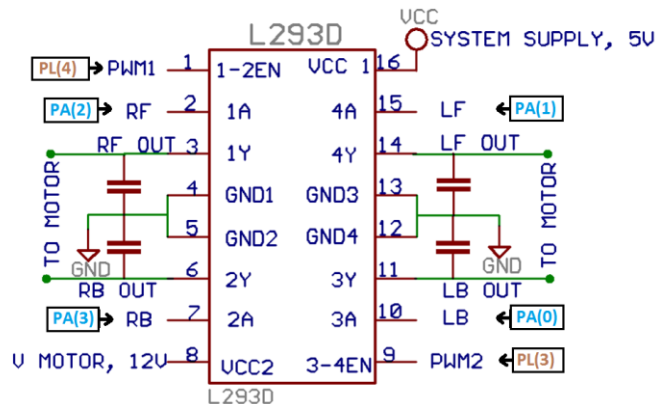 VCC
L293D
SYSTEM SUPPLY, 5V
PL(4) PWM1 1 1-2EN VCC 1 16
PA(2) RF 2 1A 4A 15 LF PA(1)
RF OUT 3 1Y 4Y 14 LF OUT
4 GND1 GND3 13
TO MOTOR TO MOTOR
5 GND2 GND4 12
GND GND
6 2Y 3Y 11
RB OUT LB OUT
PA(3) RB 7 2A 3A 10 LB PA(0)
V MOTOR, 12V 8 VCC2 3-4EN 9 PWM2 PL(3)
L293D